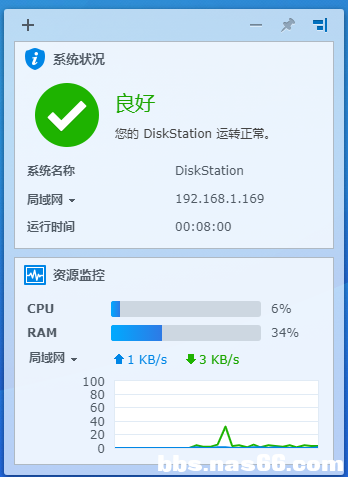 系统状况
良好
您的 DiskStation 运转正常。
系统名称 DiskStation
局域网 192.168.1.169
运行时间 00:08:00
资源监控
CPU 6%
RAM 34%
局域网 1 KB/s 3 KB/s
100
80
60
40
20
0
bbs.nas66.com